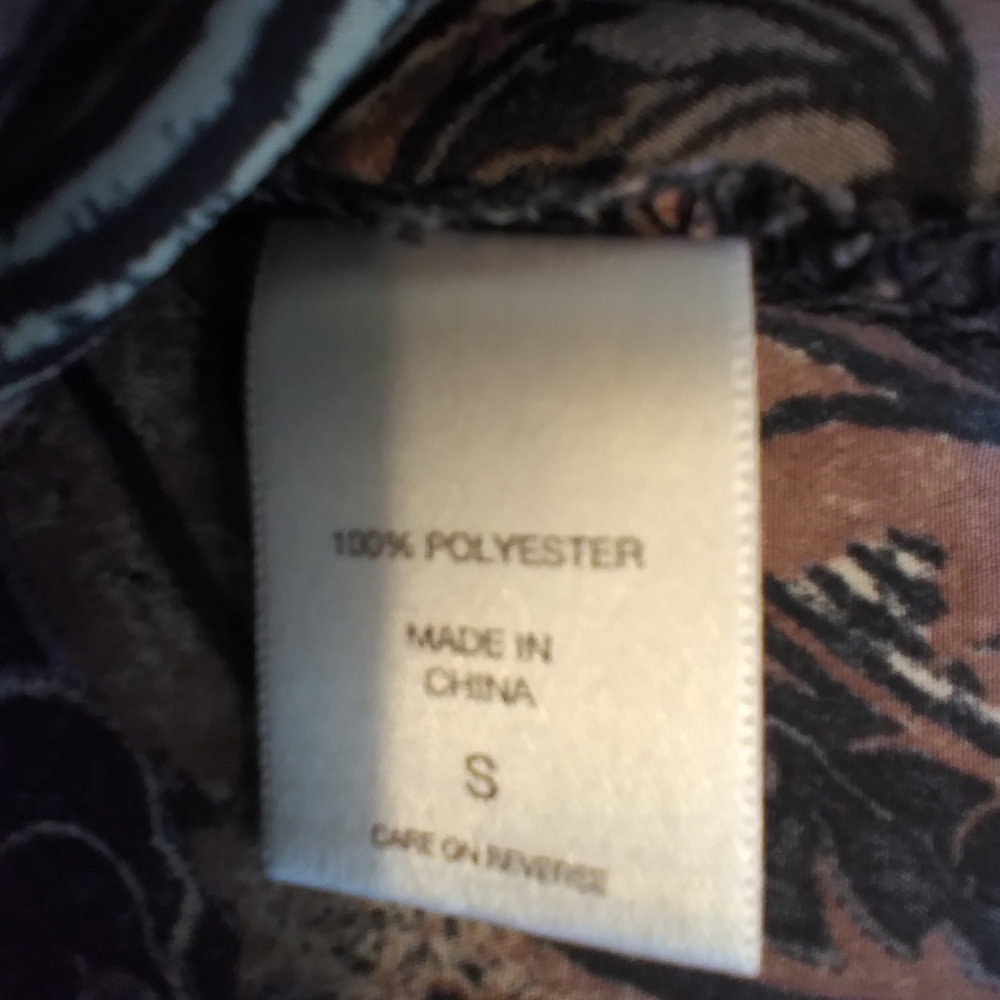 100% POLYESTER
MADE IN
CHINA
S
CARE ON REVERSE